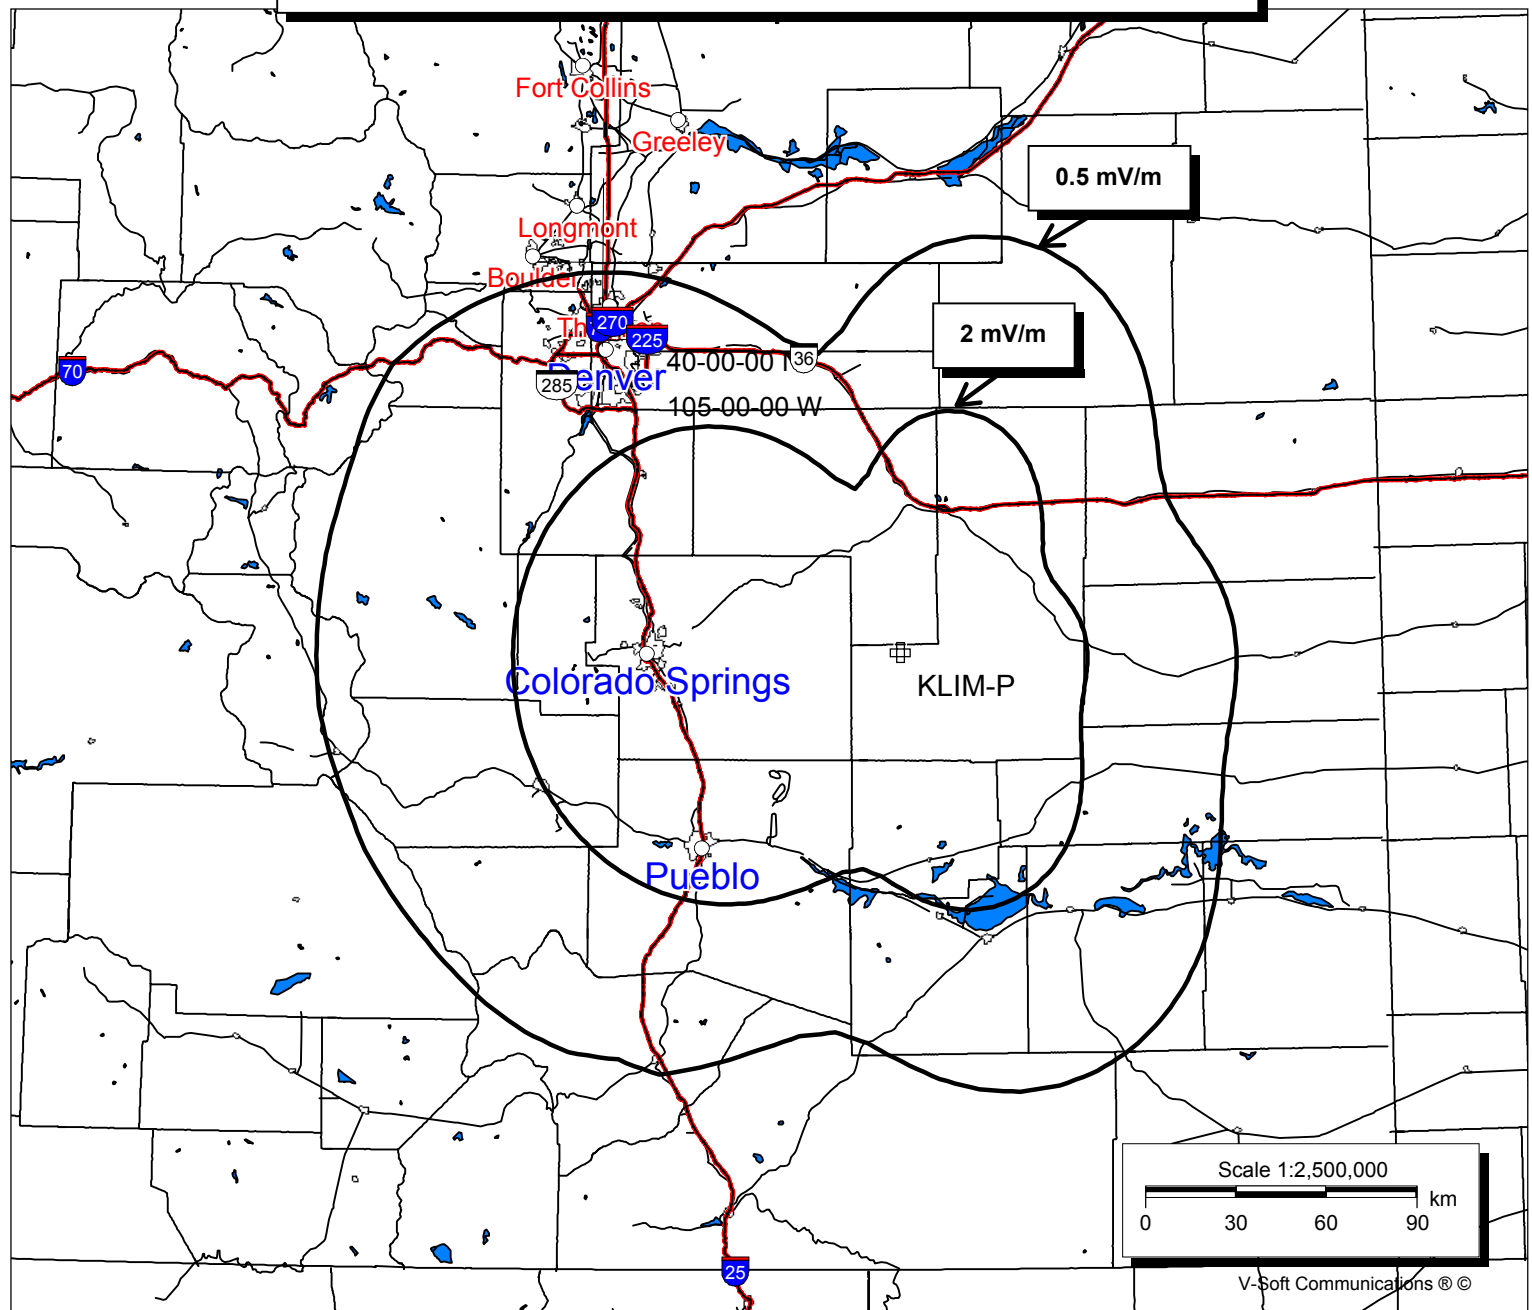 Fort Collins
Greeley
0.5 mV/m
Longmont
Boulder
2 mV/m
270
225
36
70
40-00-00
285
Denver
105-00-00 W
Colorado Springs
KLIM-P
Pueblo
Scale 1:2,500,000
km
0 30 60 90
25
V-Soft Communications ® ©